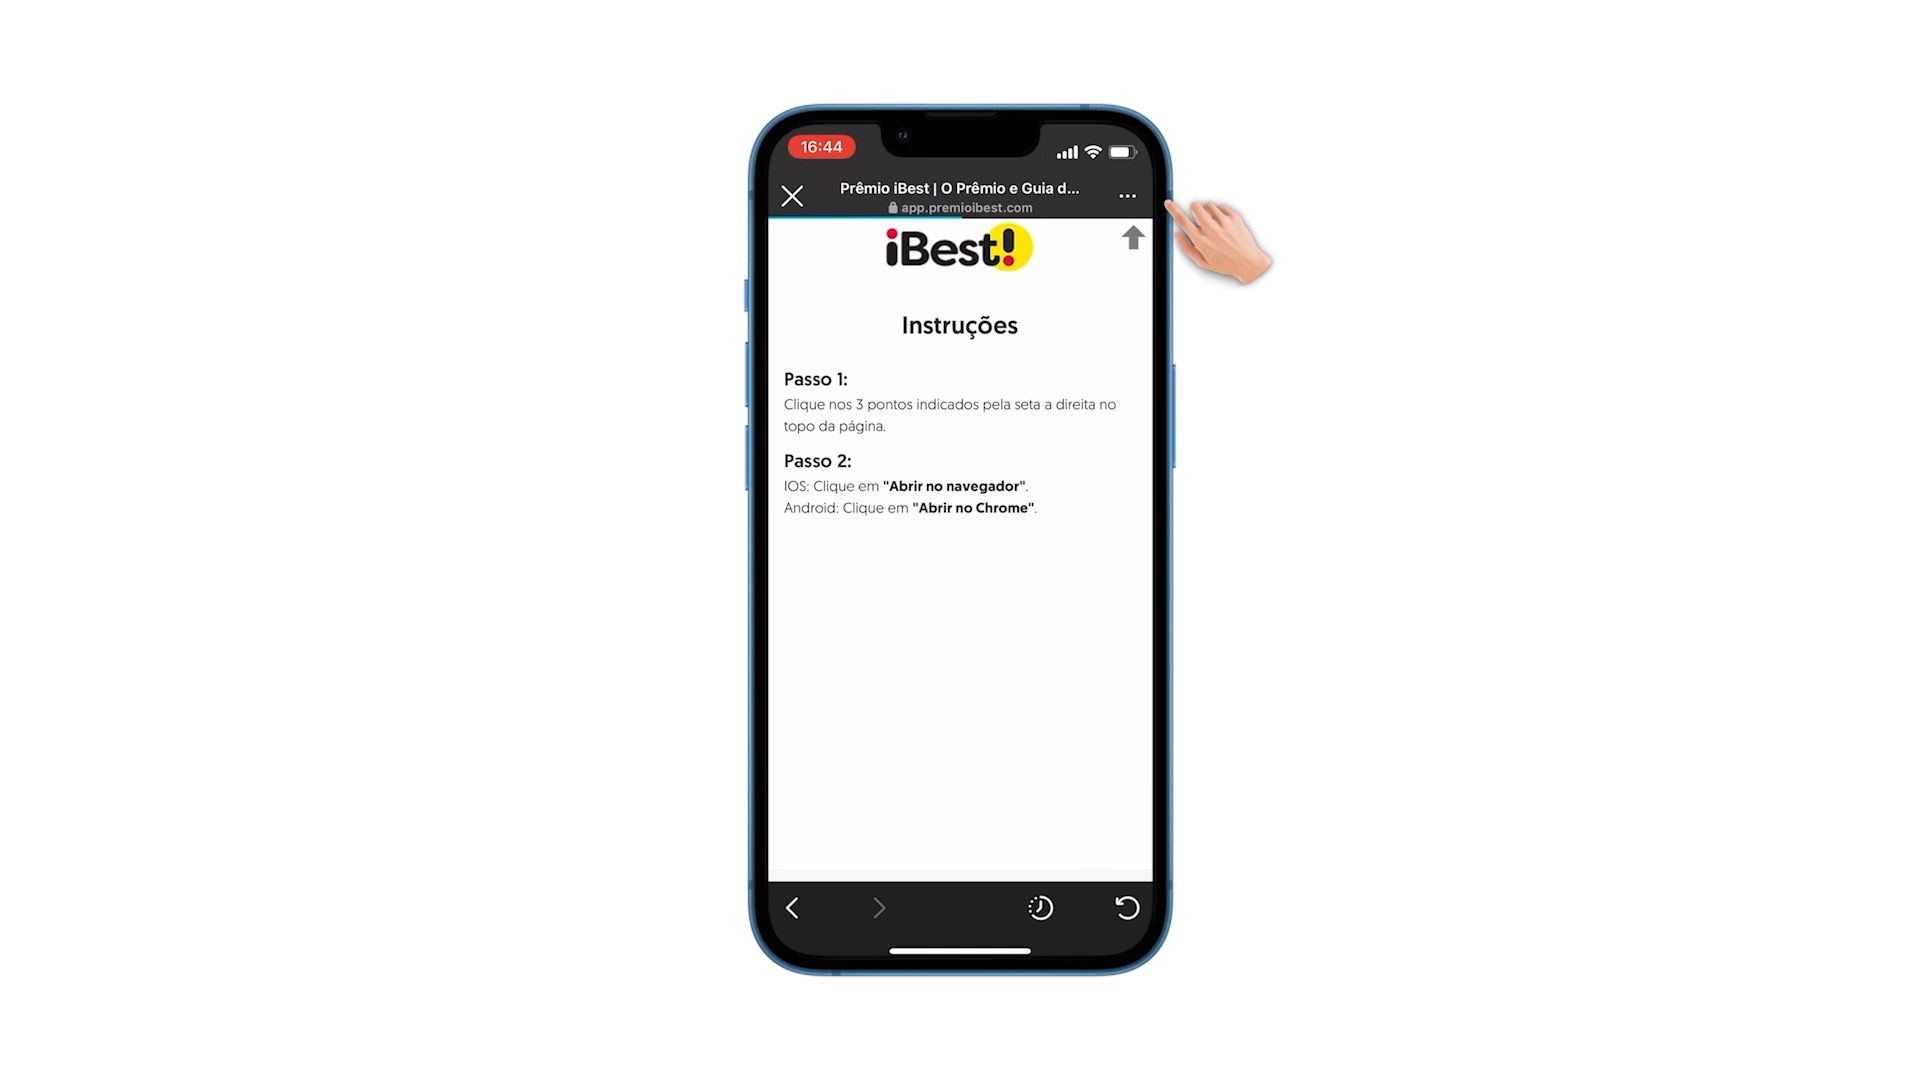 16:44
Prêmio iBest | O Prêmio e Guia d...
app.premioibest.com
iBest!
Instruções
Passo 1:
Clique nos 3 pontos indicados pela seta a direita no
topo da página.
Passo 2:
IOS: Clique em "Abrir no navegador".
Android: Clique em "Abrir no Chrome".